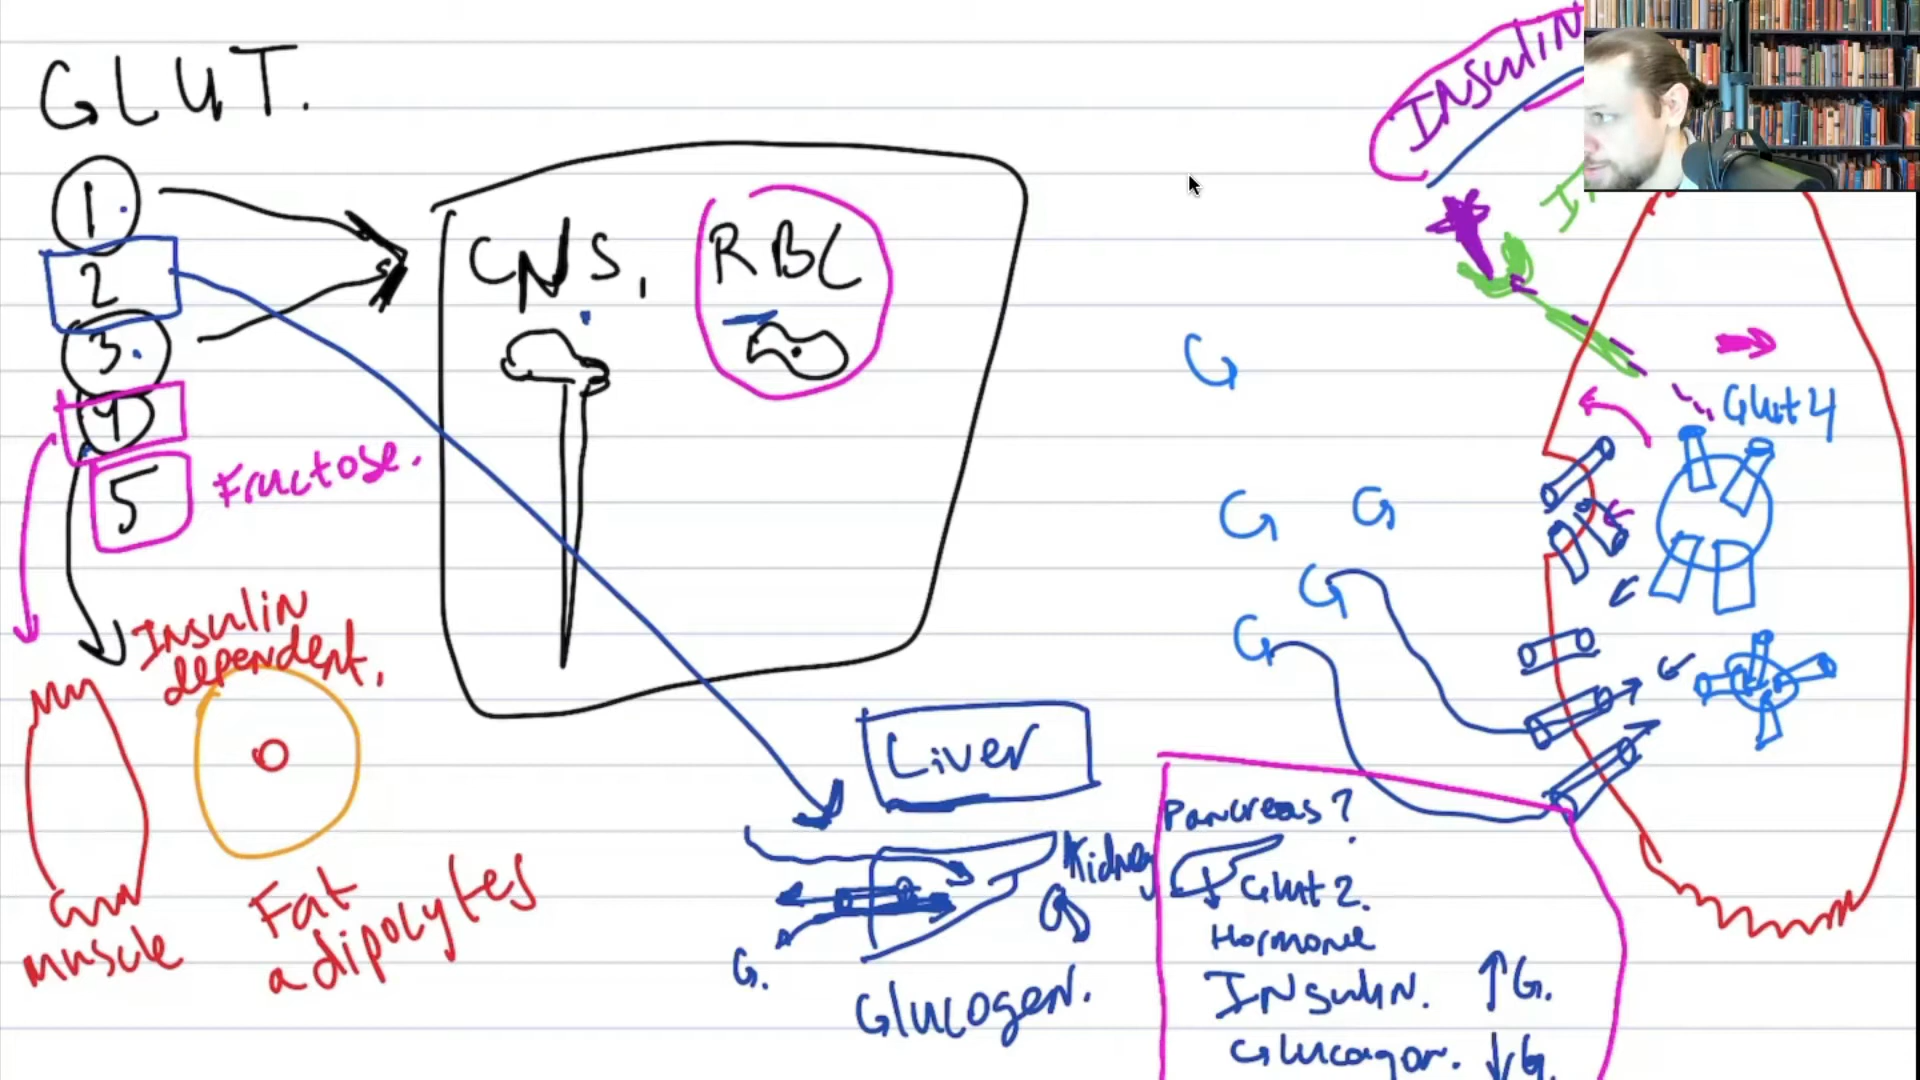 GLUT.
1
2
3
4
5
Fructose.
CNS,
RBC
Insulin
dependent.
muscle
Fat
adipolytes
Liver
Kidney
G.
Glucogen.
Insulin
G
G
G
G
G
Glut 4
Pancreas?
Glut 2.
Hormone
Insulin. ↑G.
Glucagon. ↓G.